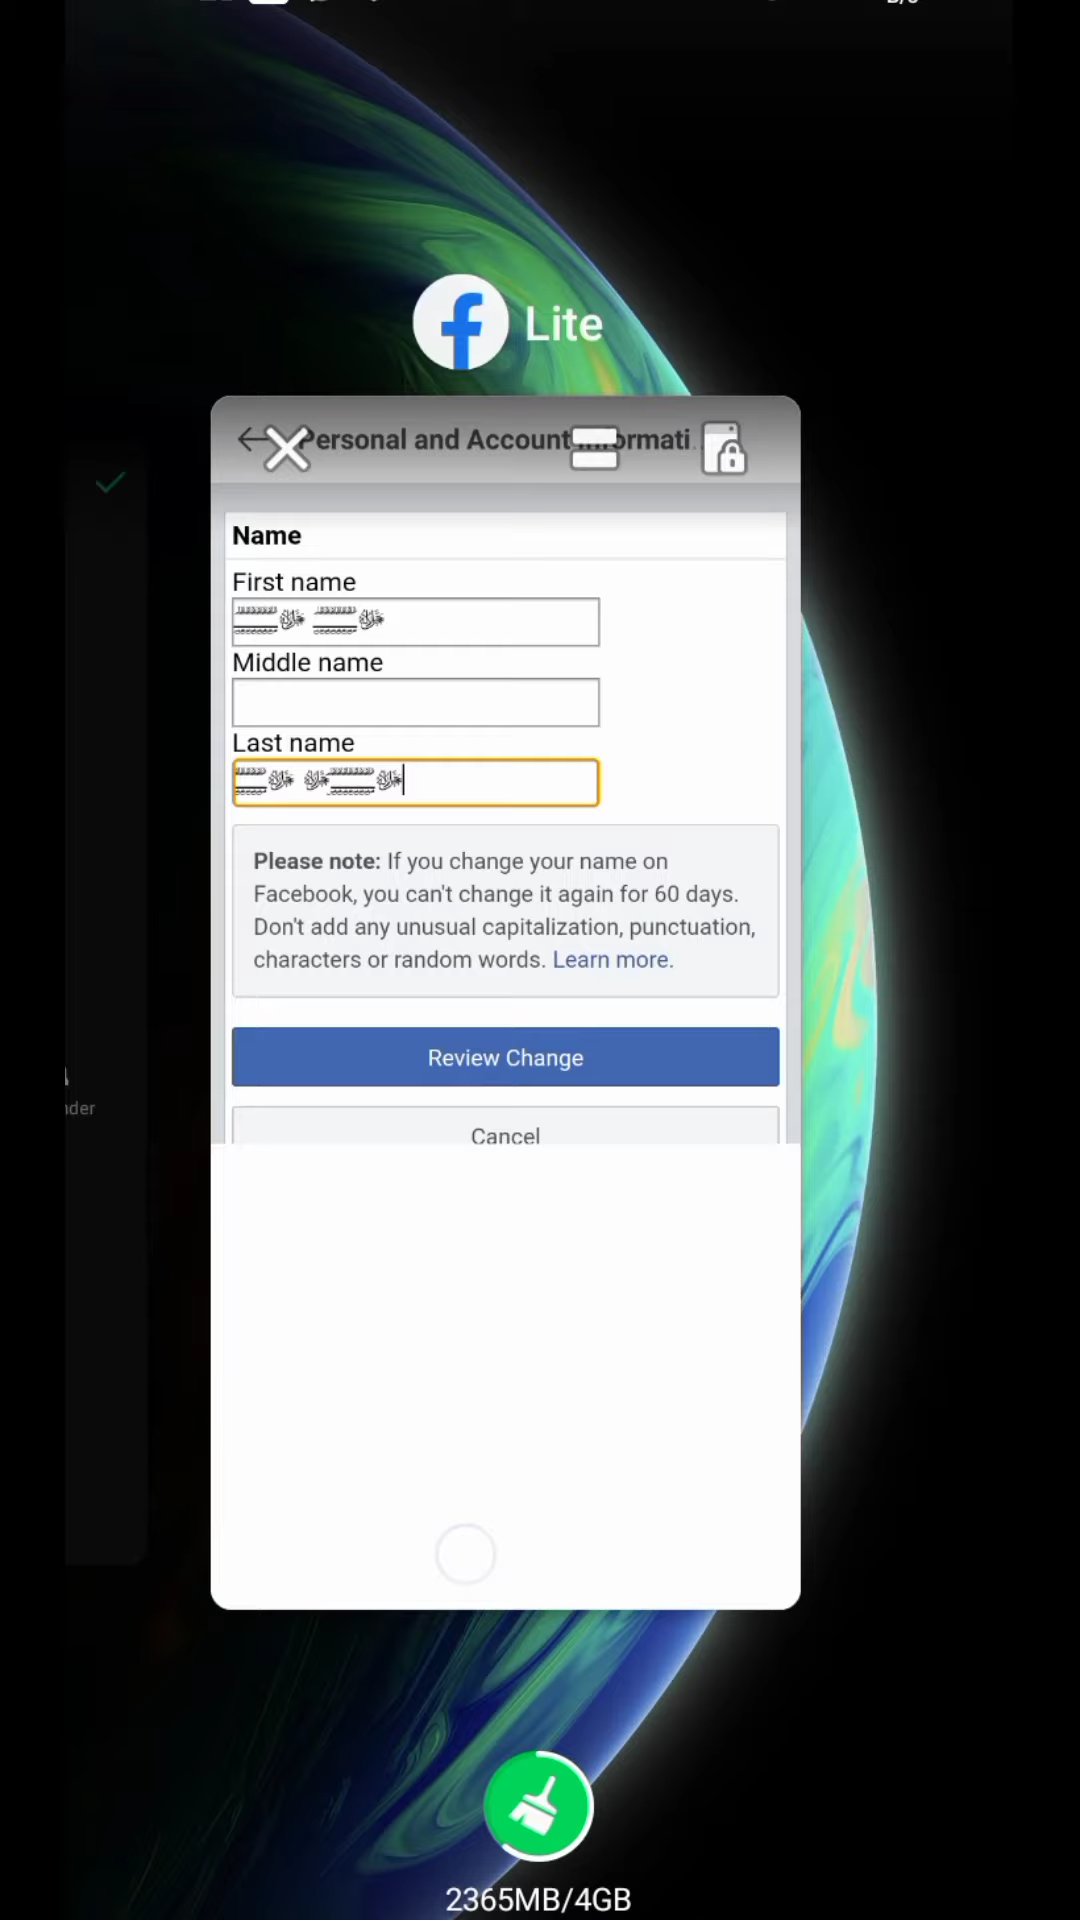 Lite
Personal and Account Informati...
Name
First name
Middle name
Last name
Please note: If you change your name on
Facebook, you can't change it again for 60 days.
Don't add any unusual capitalization, punctuation,
characters or random words. Learn more.
Review Change
Cancel
nder
2365MB/4GB